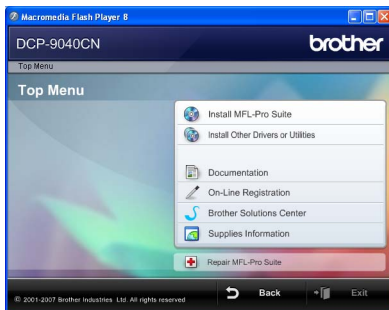 Macromedia Flash Player 8
DCP-9040CN
brother
Top Menu
Top Menu
Install MFL-Pro Suite
Install Other Drivers or Utilities
Documentation
On-Line Registration
Brother Solutions Center
Supplies Information
Repair MFL-Pro Suite
© 2001-2007 Brother Industries Ltd. All rights reserved
Back
Exit